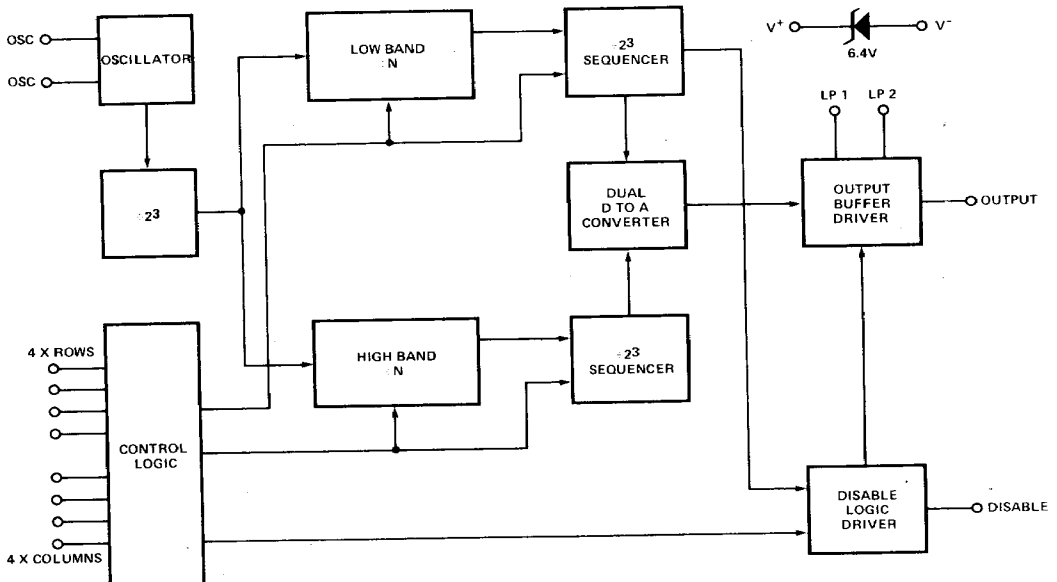 OSC
OSC
OSCILLATOR
LOW BAND
÷N
÷2³
SEQUENCER
V⁺
V⁻
6.4V
LP 1
LP 2
÷2³
DUAL
D TO A
CONVERTER
OUTPUT
BUFFER
DRIVER
OUTPUT
4 X ROWS
HIGH BAND
÷N
÷2³
SEQUENCER
CONTROL
LOGIC
DISABLE
LOGIC
DRIVER
DISABLE
4 X COLUMNS